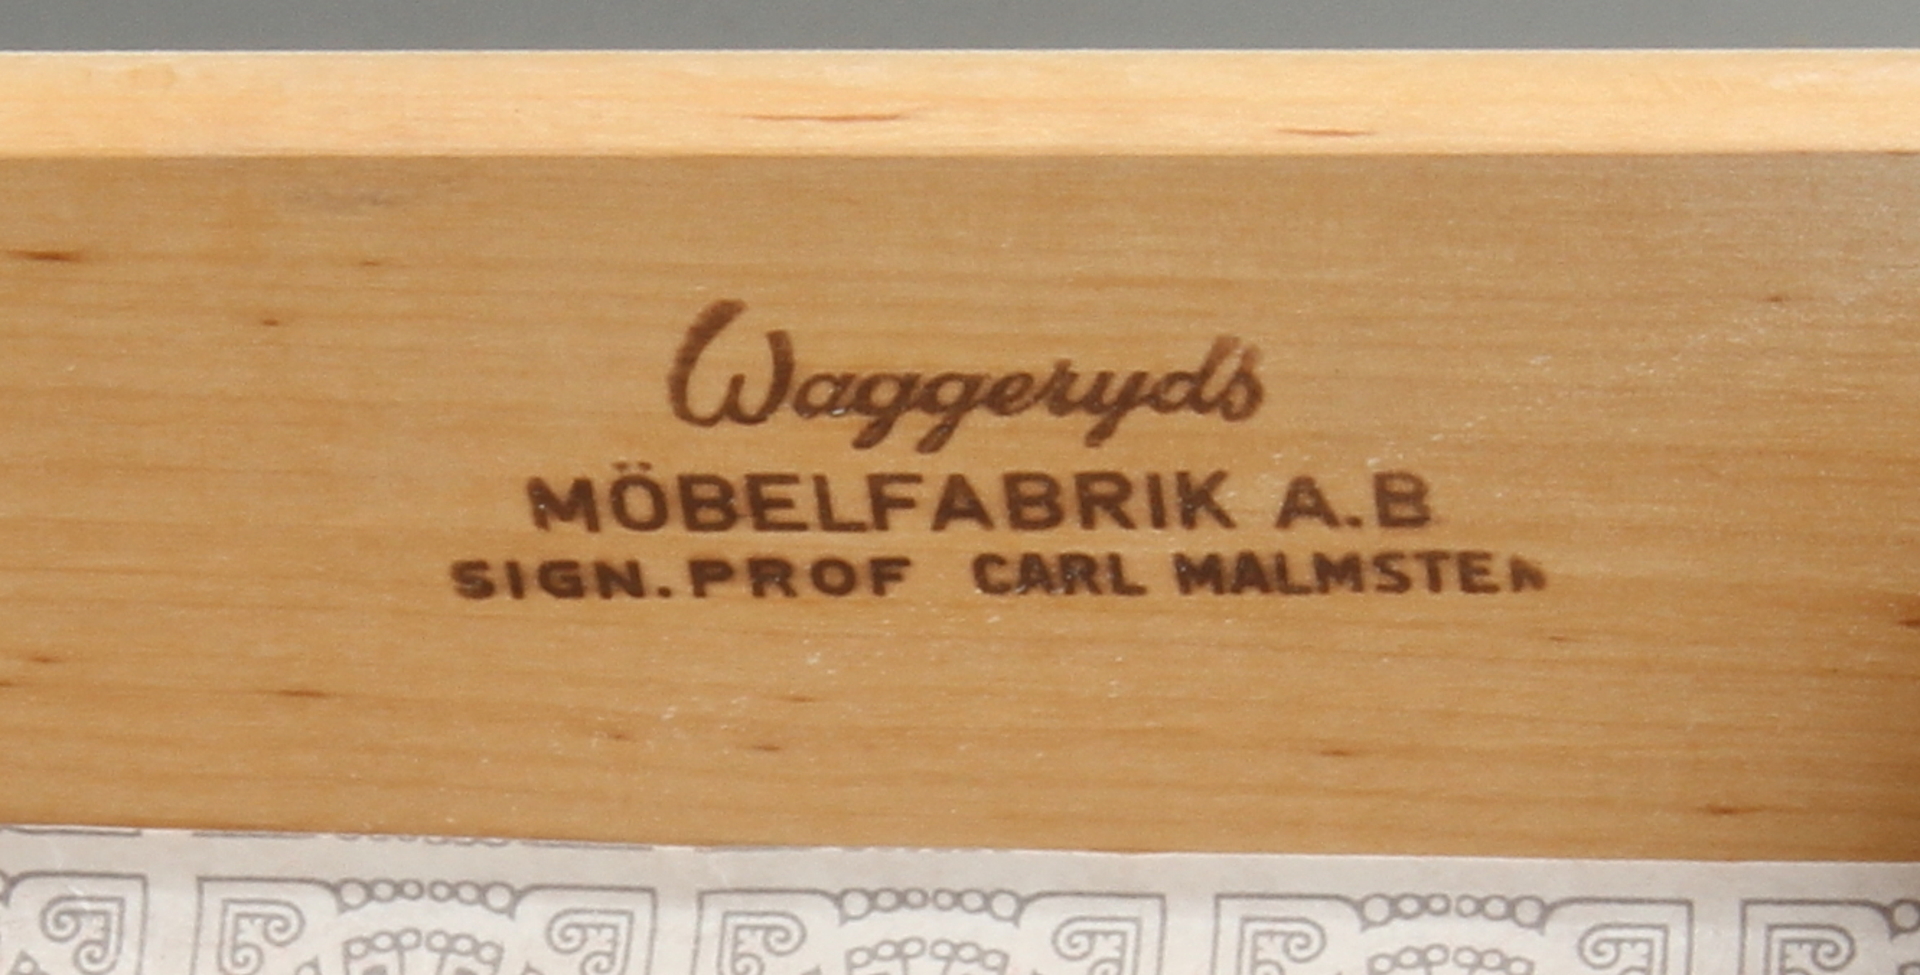 Waggeryds
MÖBELFABRIK A.B
SIGN. PROF CARL MALMSTEN